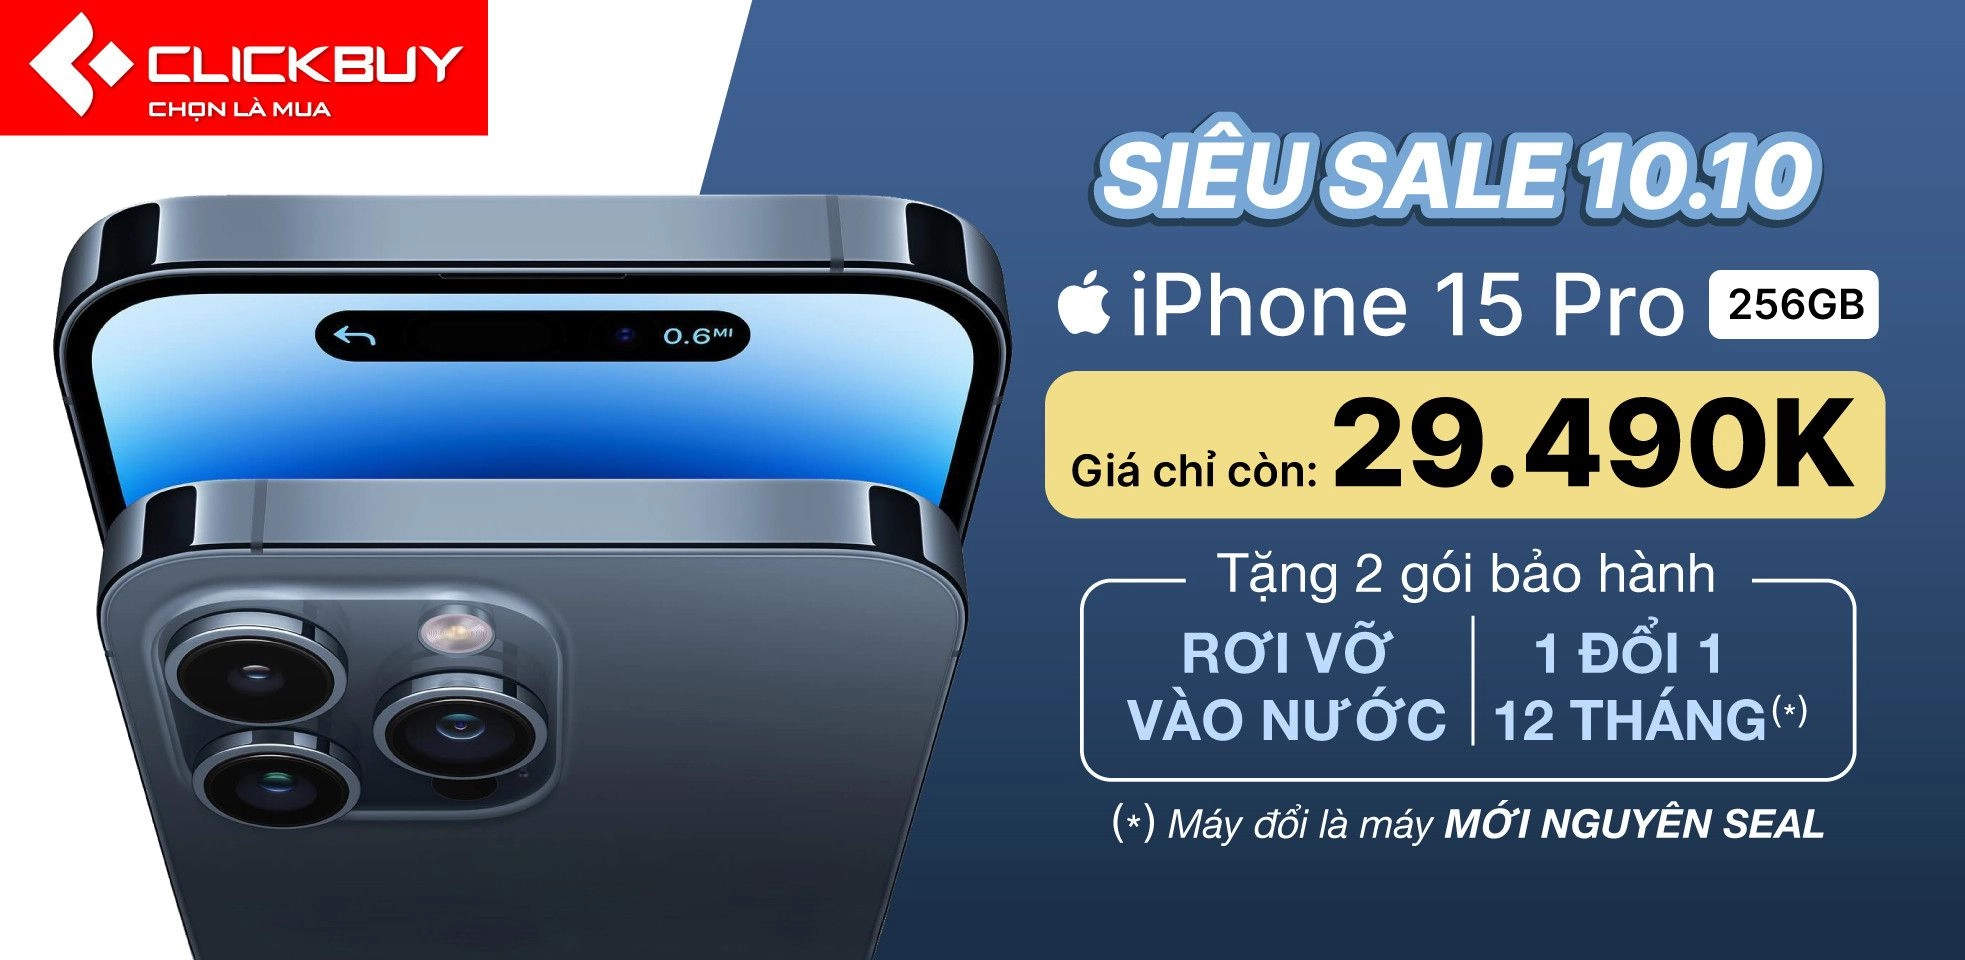 CLICKBUY
CHỌN LÀ MUA
0.6MI
SIÊU SALE 10.10
iPhone 15 Pro 256GB
Giá chỉ còn: 29.490K
Tặng 2 gói bảo hành
RƠI VỠ
VÀO NƯỚC
1 ĐỔI 1
12 THÁNG(*)
(*) Máy đổi là máy MỚI NGUYÊN SEAL